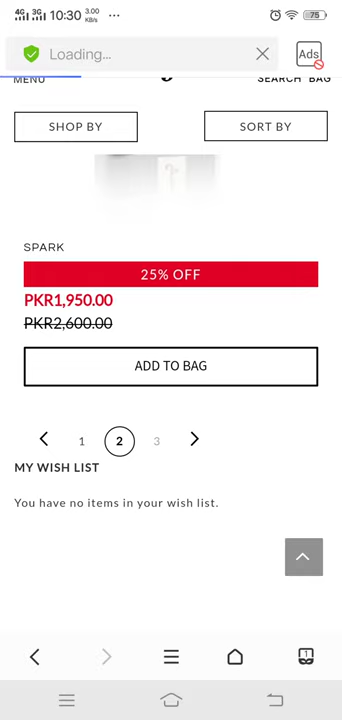 4G 3G 10:30 3.00 KB/s ... 75
Loading... Ads
MENU SEARCH BAG
SHOP BY SORT BY
SPARK
25% OFF
PKR1,950.00
PKR2,600.00
ADD TO BAG
1 2 3
MY WISH LIST
You have no items in your wish list.
1